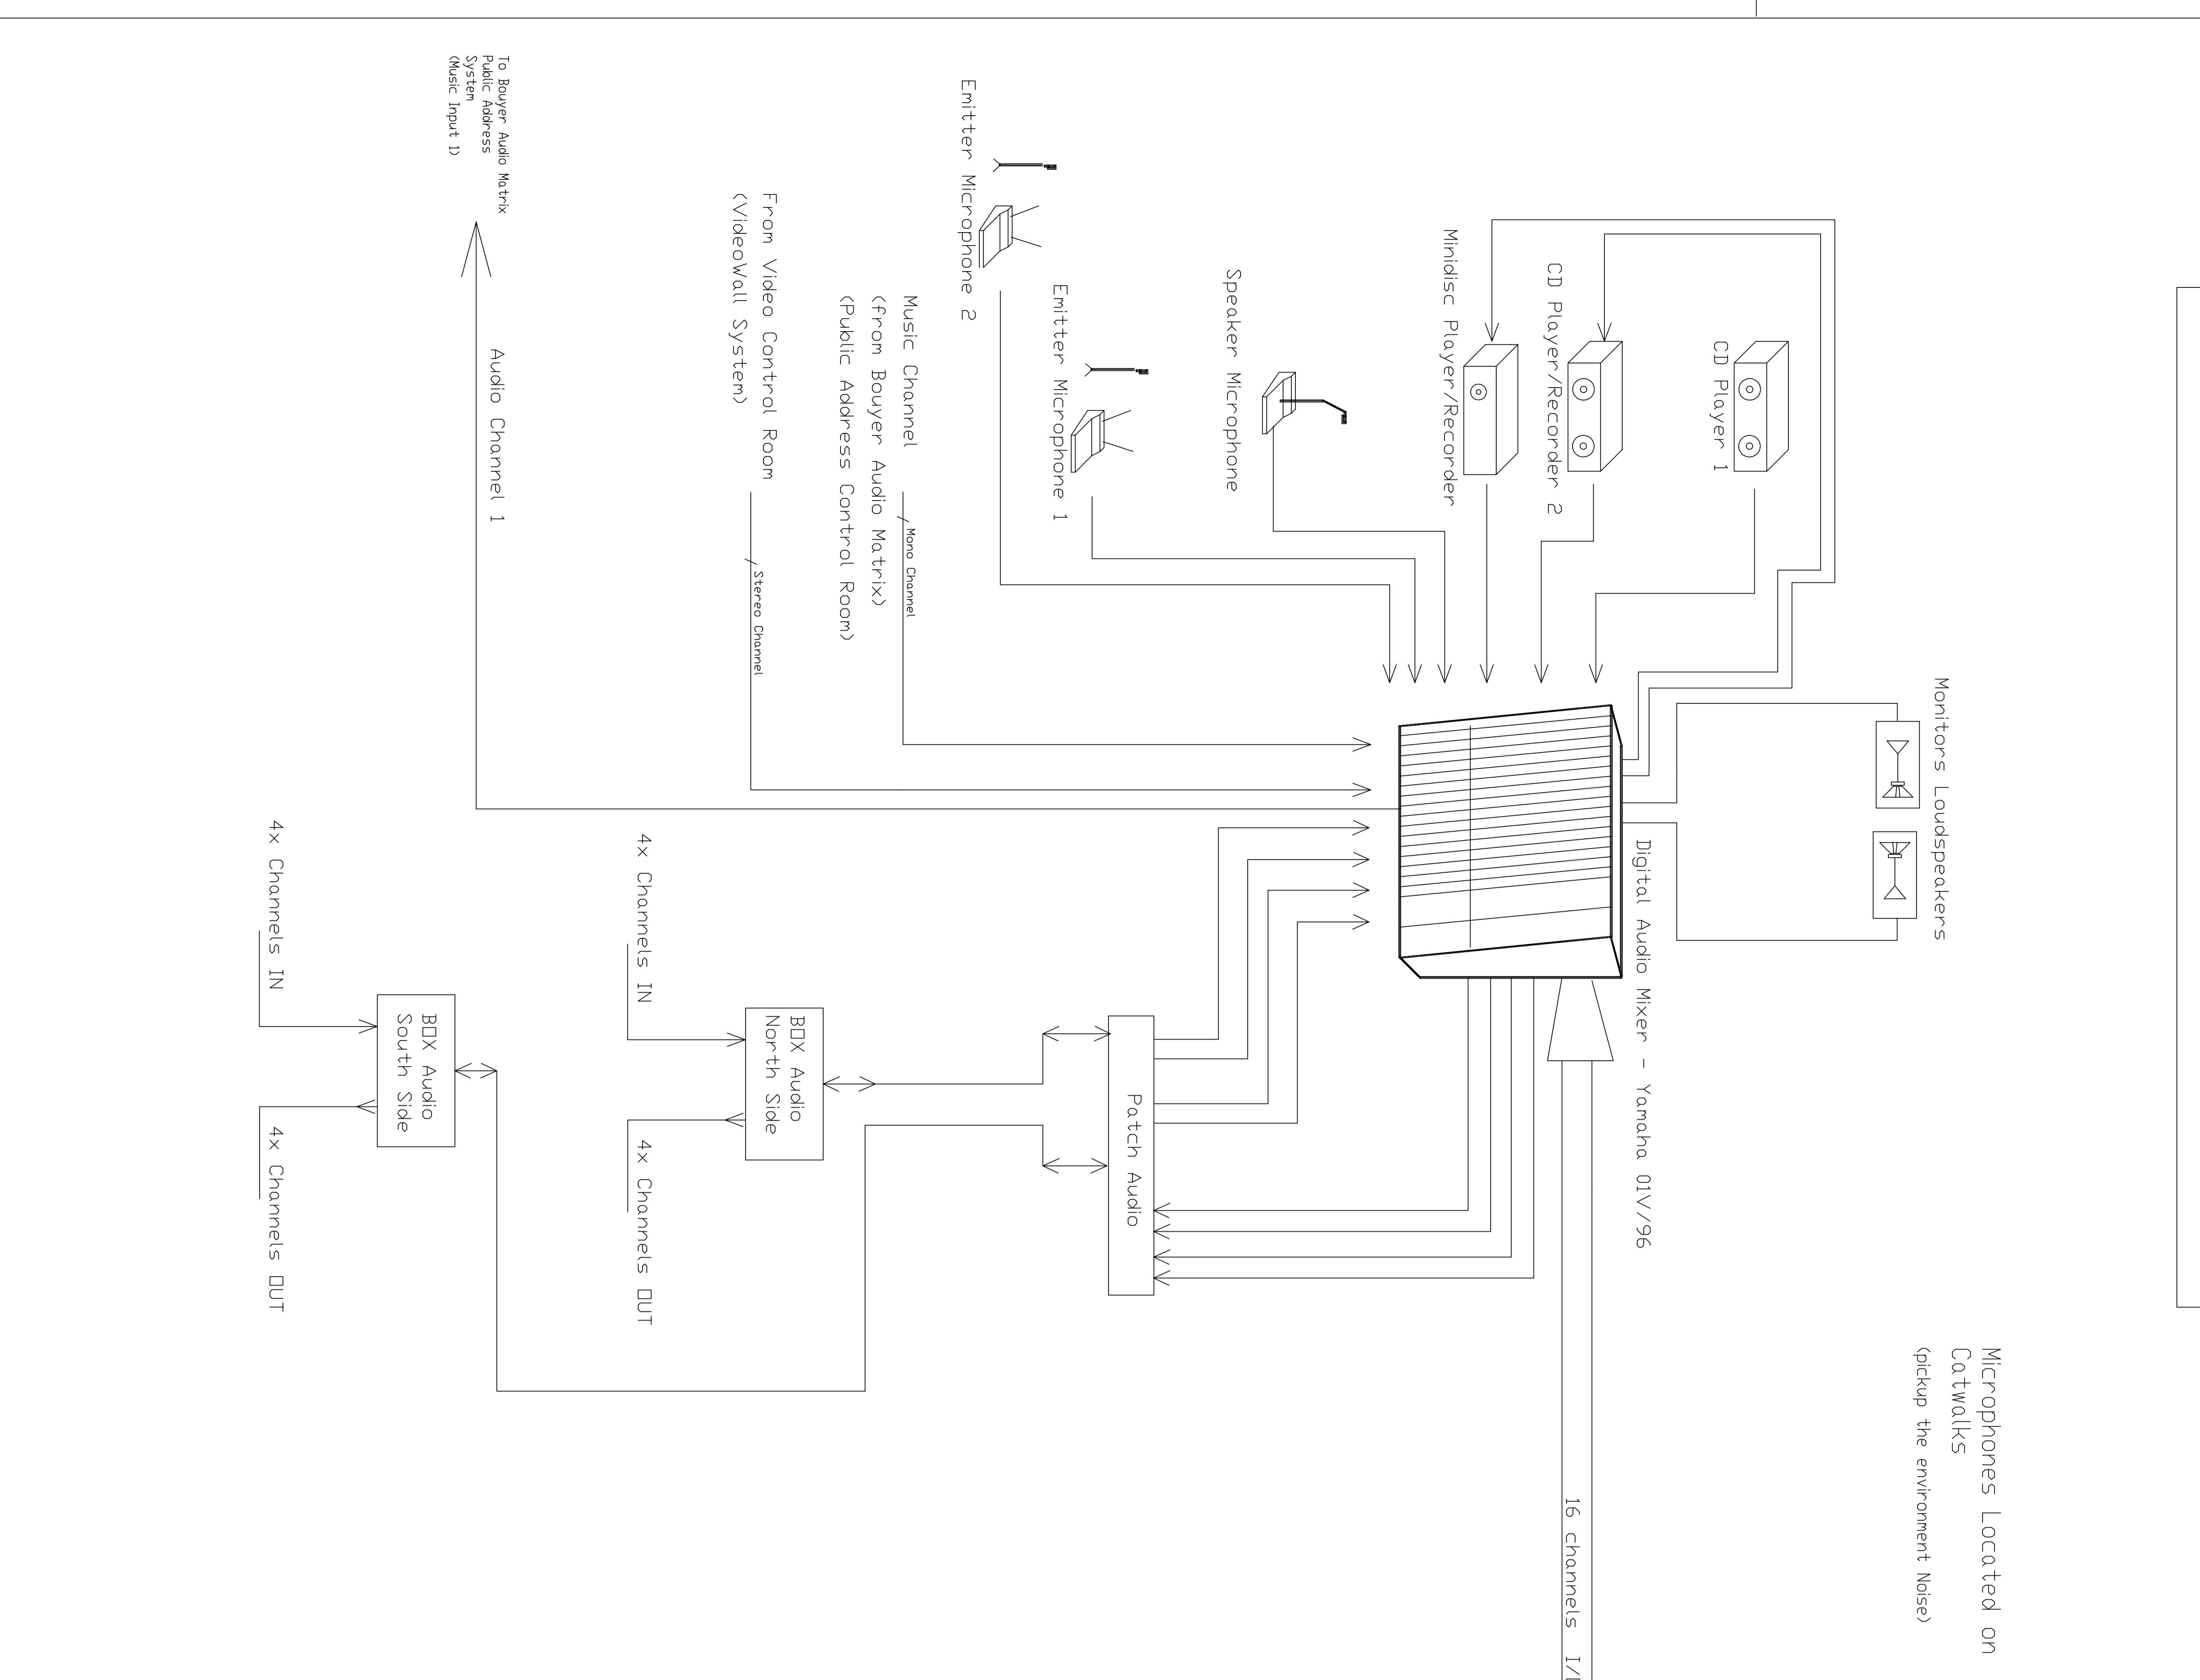 Microphones Located on
Catwalks
(pickup the environment Noise)
Monitors Loudspeakers
CD Player 1
CD Player/Recorder 2
Minidisc Player/Recorder
Speaker Microphone
Emitter Microphone 1
Emitter Microphone 2
Digital Audio Mixer - Yamaha 01V/96
16 channels I/
Music Channel
(from Bouyer Audio Matrix)
(Public Address Control Room)
Mono Channel
From Video Control Room
(VideoWall System)
Stereo Channel
To Bouyer Audio Matrix
Public Address
System
(Music Input 1)
Audio Channel 1
Patch Audio
BOX Audio
North Side
4x Channels IN
4x Channels OUT
BOX Audio
South Side
4x Channels IN
4x Channels OUT